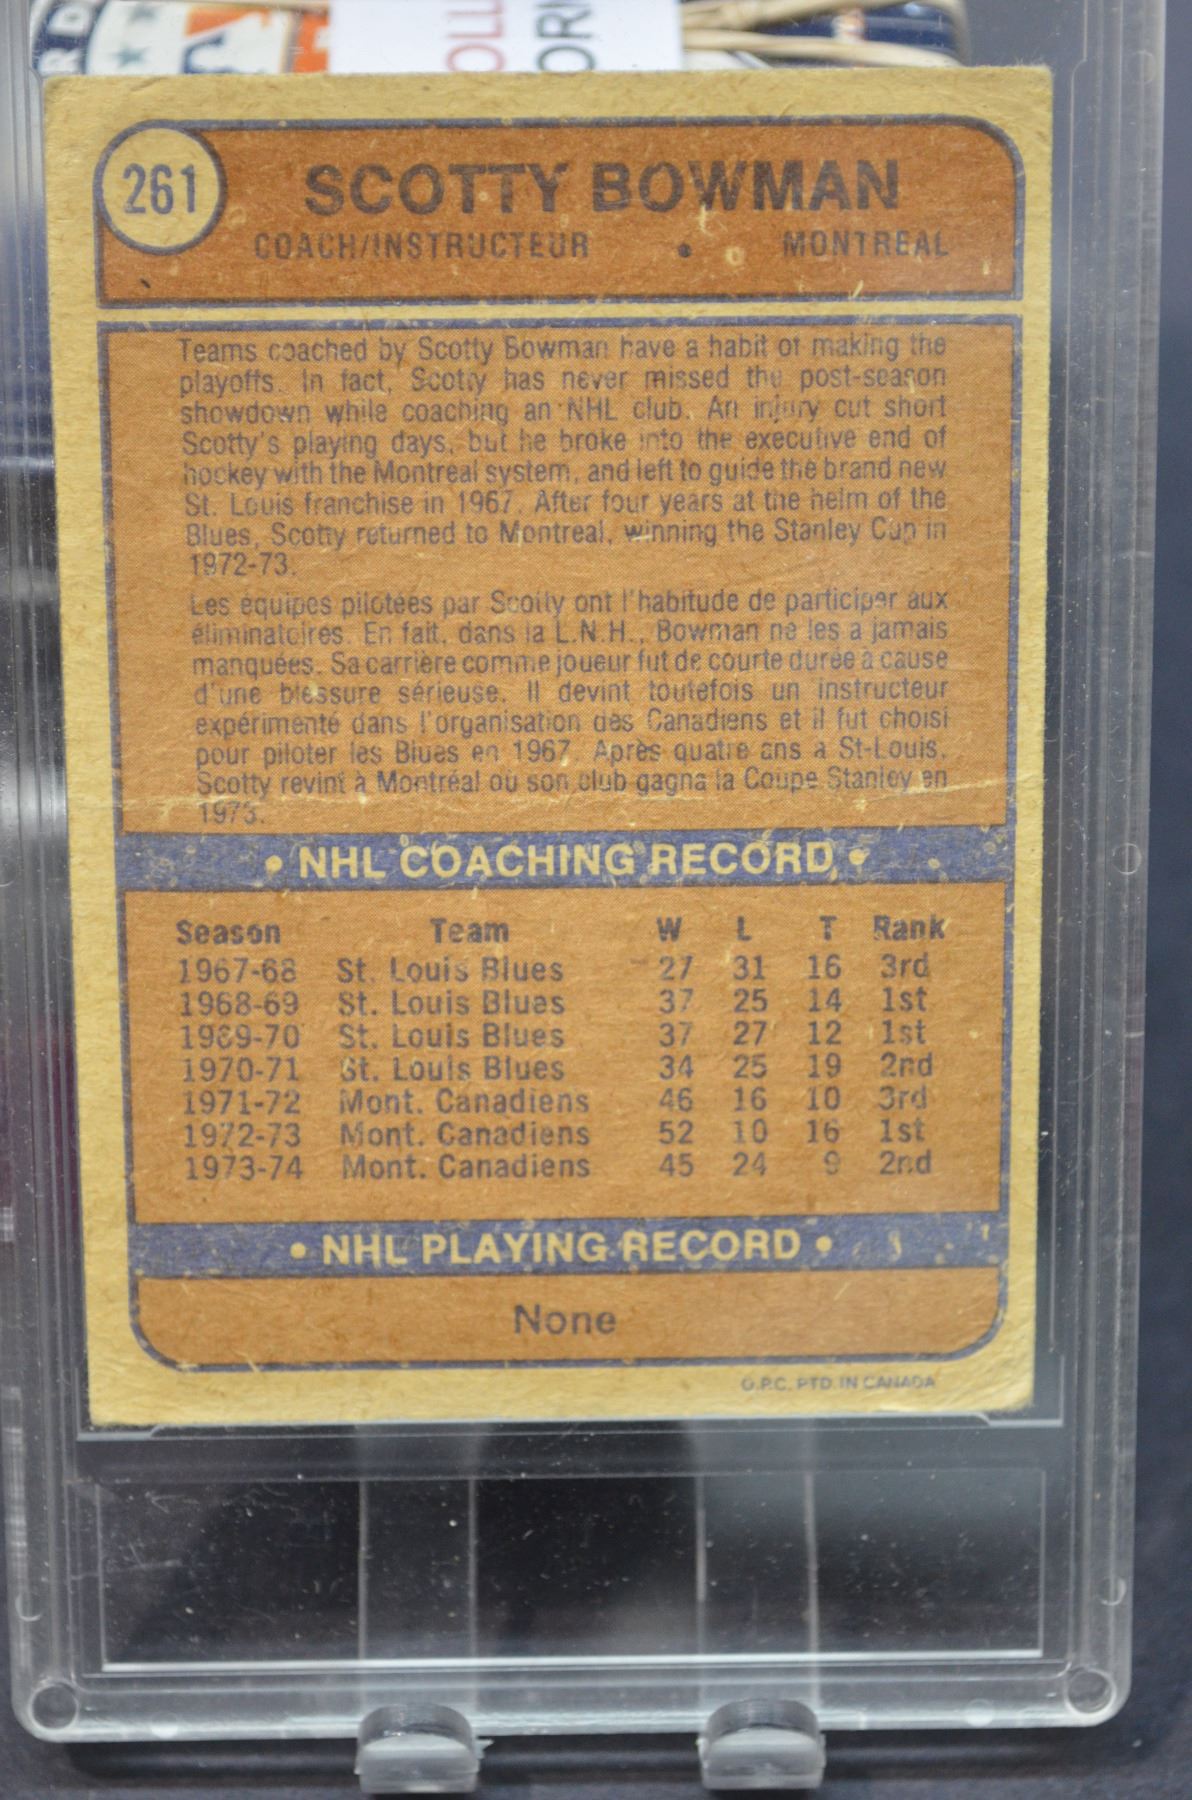 RD
OLL
ORN
261
SCOTTY BOWMAN
COACH/INSTRUCTEUR • MONTREAL
Teams coached by Scotty Bowman have a habit of making the
playoffs. In fact, Scotty has never missed the post-season
showdown while coaching an NHL club. An injury cut short
Scotty's playing days, but he broke into the executive end of
hockey with the Montreal system, and left to guide the brand new
St. Louis franchise in 1967. After four years at the helm of the
Blues, Scotty returned to Montreal, winning the Stanley Cup in
1972-73.
Les équipes pilotées par Scotty ont l'habitude de participer aux
éliminatoires. En fait, dans la L.N.H., Bowman ne les a jamais
manquées. Sa carrière comme joueur fut de courte durée à cause
d'une blessure sérieuse. Il devint toutefois un instructeur
expérimenté dans l'organisation des Canadiens et il fut choisi
pour piloter les Blues en 1967. Après quatre ans à St-Louis,
Scotty revint à Montréal où son club gagna la Coupe Stanley en
1973.
• NHL COACHING RECORD •
Season Team W L T Rank
1967-68 St. Louis Blues 27 31 16 3rd
1968-69 St. Louis Blues 37 25 14 1st
1969-70 St. Louis Blues 37 27 12 1st
1970-71 St. Louis Blues 34 25 19 2nd
1971-72 Mont. Canadiens 46 16 10 3rd
1972-73 Mont. Canadiens 52 10 16 1st
1973-74 Mont. Canadiens 45 24 9 2nd
• NHL PLAYING RECORD •
None
O.P.C. PTD. IN CANADA